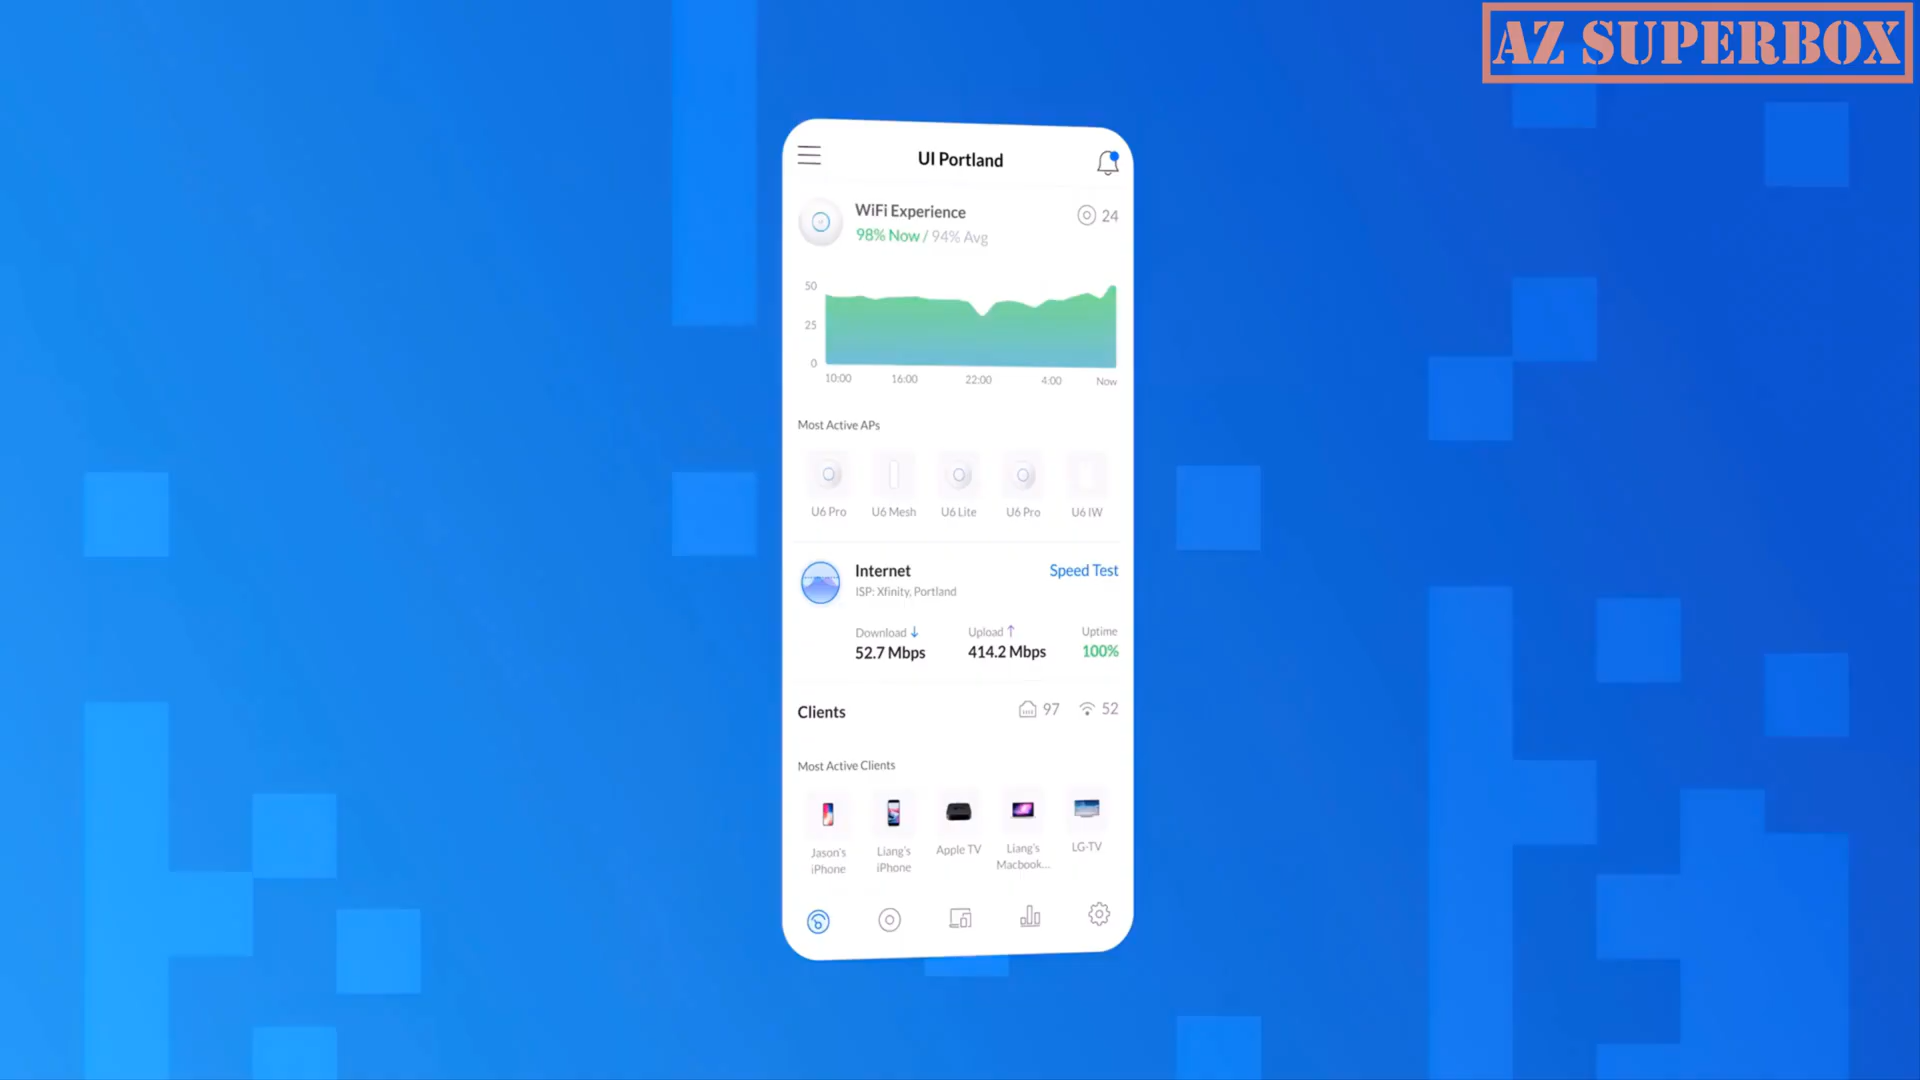 AZ SUPERBOX
UI Portland
WiFi Experience
24
98% Now / 94% Avg
50
25
0
10:00 16:00 22:00 4:00 Now
Most Active APs
U6 Pro U6 Mesh U6 Lite U6 Pro U6 IW
Internet Speed Test
ISP: Xfinity, Portland
Download ↓ Upload ↑ Uptime
52.7 Mbps 414.2 Mbps 100%
Clients 97 52
Most Active Clients
Jason's Liang's Apple TV Liang's LG-TV
iPhone iPhone Macbook...